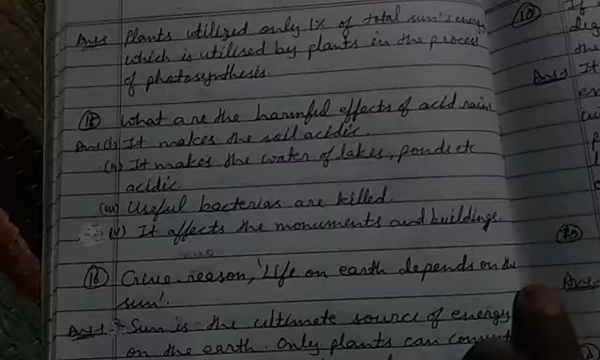 Ans Plants utilized only 1% of total sun's energy
which is utilised by plants in the process
of photosynthesis.
What are the harmful effects of acid rain
Ans (i) It makes the soil acidic.
(ii) It makes the water of lakes, ponds etc
acidic.
(iii) Useful bacterias are killed.
It affects the monuments and buildings.
Give reason, 'Life on earth depends on the
sun'.
Ans Sun is the ultimate source of energy
on the earth. Only plants can